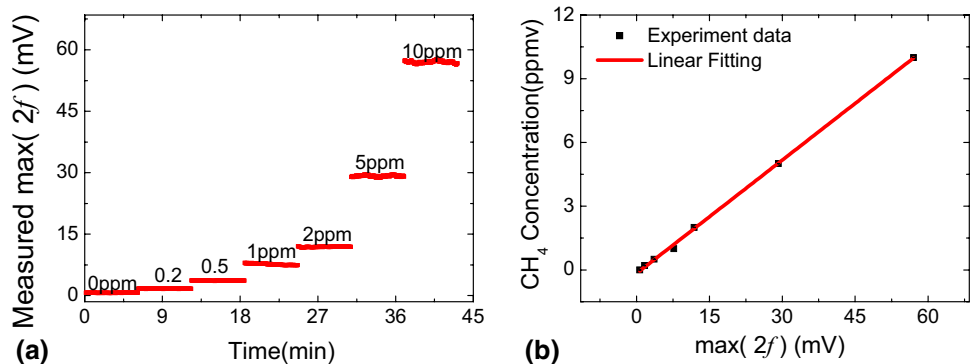 Measured max( 2f ) (mV)
60
45
30
15
0
0ppm
0.2
0.5
1ppm
2ppm
5ppm
10ppm
0 9 18 27 36 45
Time(min)
(a)
CH4 Concentration(ppmv)
12
9
6
3
0
Experiment data
Linear Fitting
0 15 30 45 60
max( 2f ) (mV)
(b)